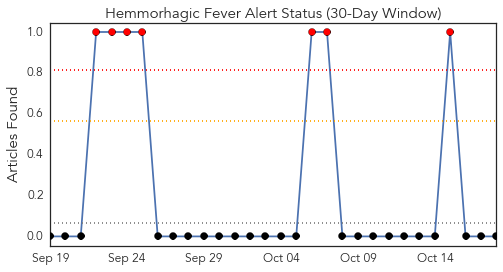 Hemmorhagic Fever Alert Status (30-Day Window)
Articles Found
1.0
0.8
0.6
0.4
0.2
0.0
Sep 19 Sep 24 Sep 29 Oct 04 Oct 09 Oct 14